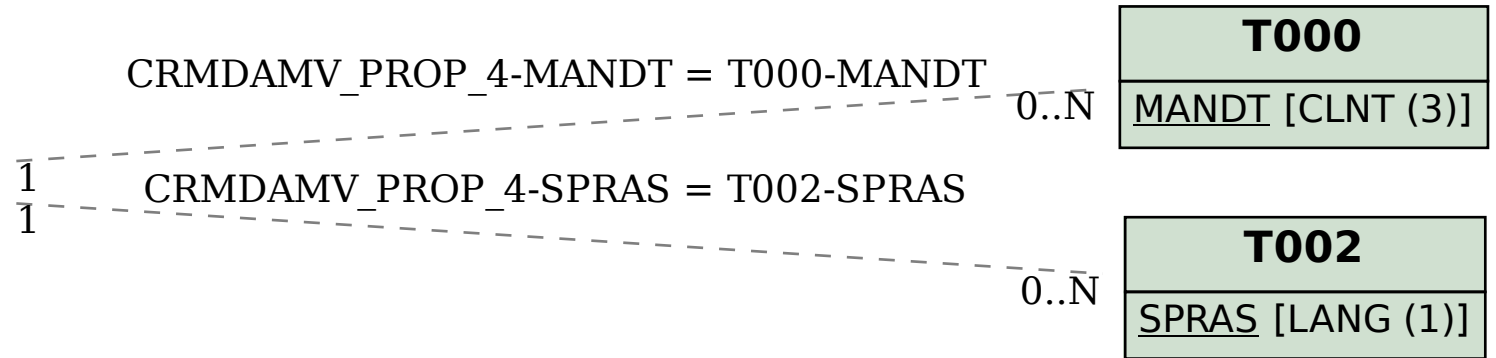 T000
CRMDAMV_PROP_4-MANDT = T000-MANDT
0..N
MANDT [CLNT (3)]
1
CRMDAMV_PROP_4-SPRAS = T002-SPRAS
1
T002
0..N
SPRAS [LANG (1)]